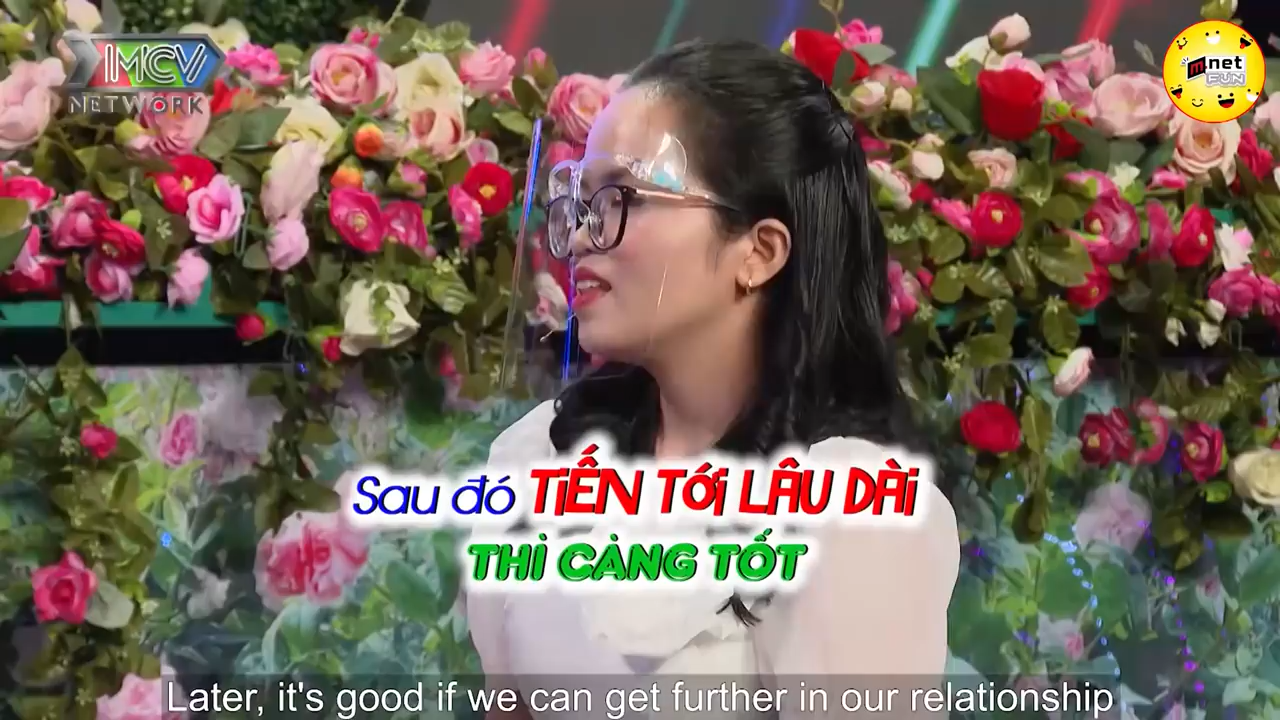 MCV
NETWORK
mnet
FUN
Sau đó TIẾN TỚI LÂU DÀI
THÌ CÀNG TỐT
Later, it's good if we can get further in our relationship